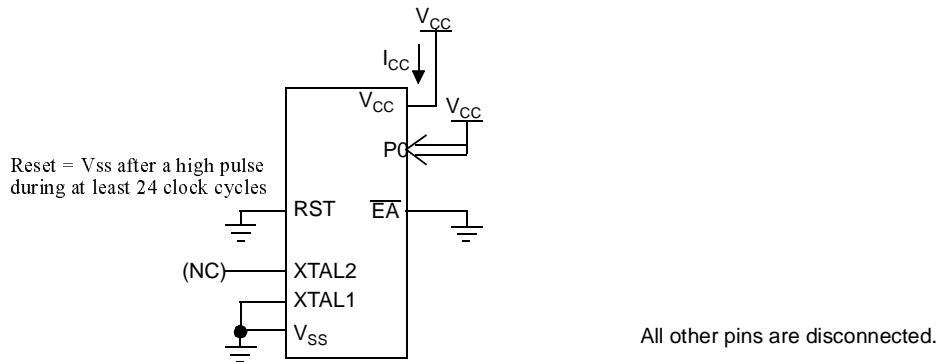 VCC
ICC
VCC
VCC
P0
Reset = Vss after a high pulse
during at least 24 clock cycles
RST
EA
(NC)
XTAL2
XTAL1
VSS
All other pins are disconnected.